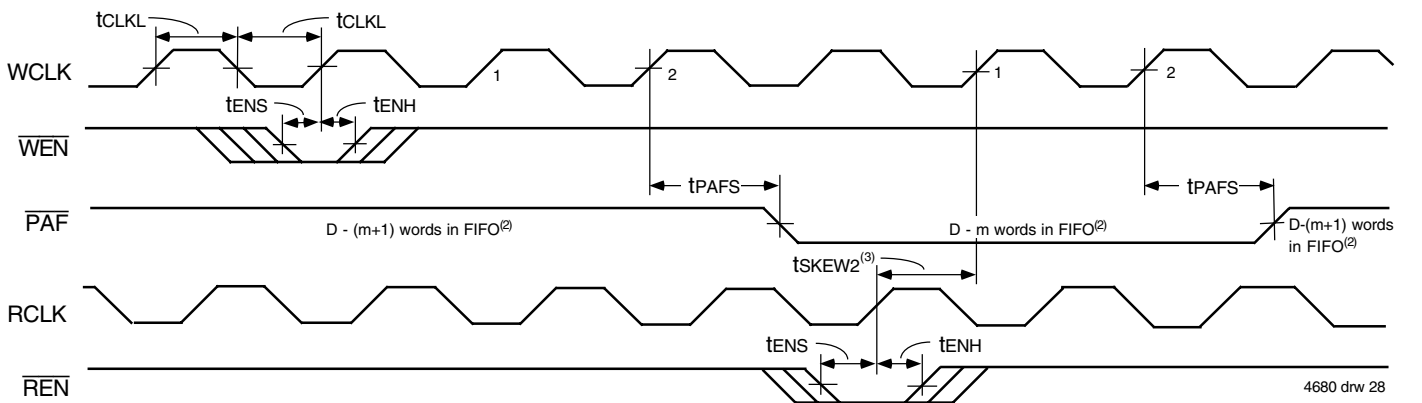 tCLKL tCLKL
WCLK 1 2 1 2
tENS tENH
WEN
tPAFS tPAFS
PAF
D - (m+1) words in FIFO(2) D - m words in FIFO(2) D-(m+1) words
in FIFO(2)
tSKEW2(3)
RCLK
tENS tENH
REN
4680 drw 28